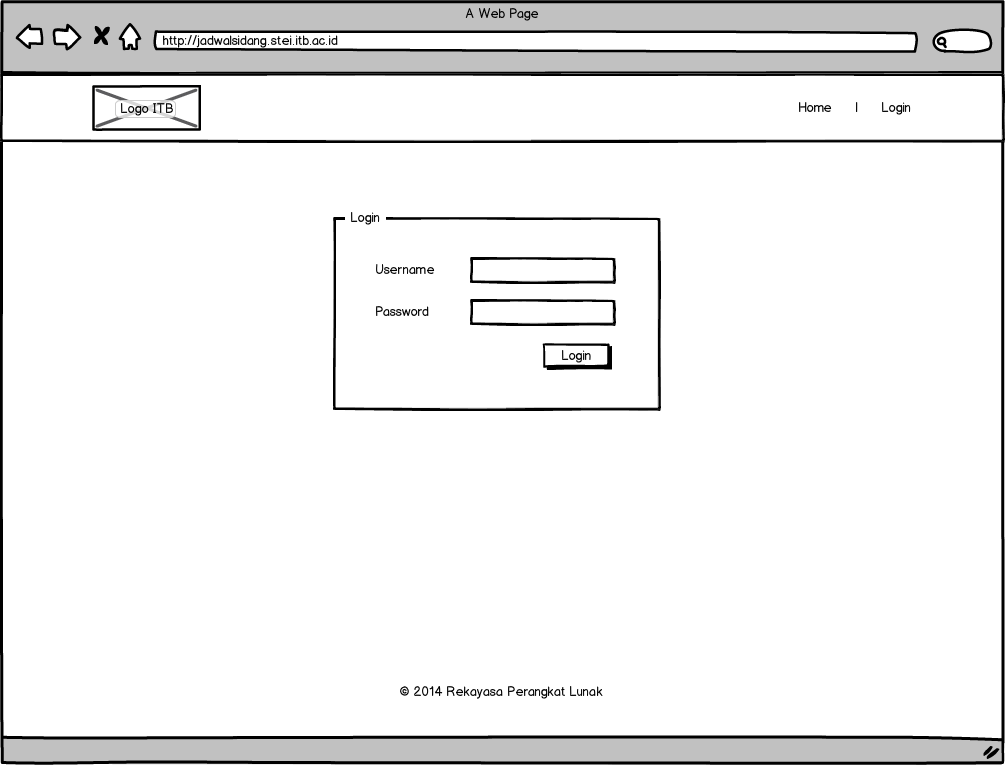 A Web Page
http://jadwalsidang.stei.itb.ac.id
Logo ITB
Home | Login
Login
Username
Password
Login
© 2014 Rekayasa Perangkat Lunak